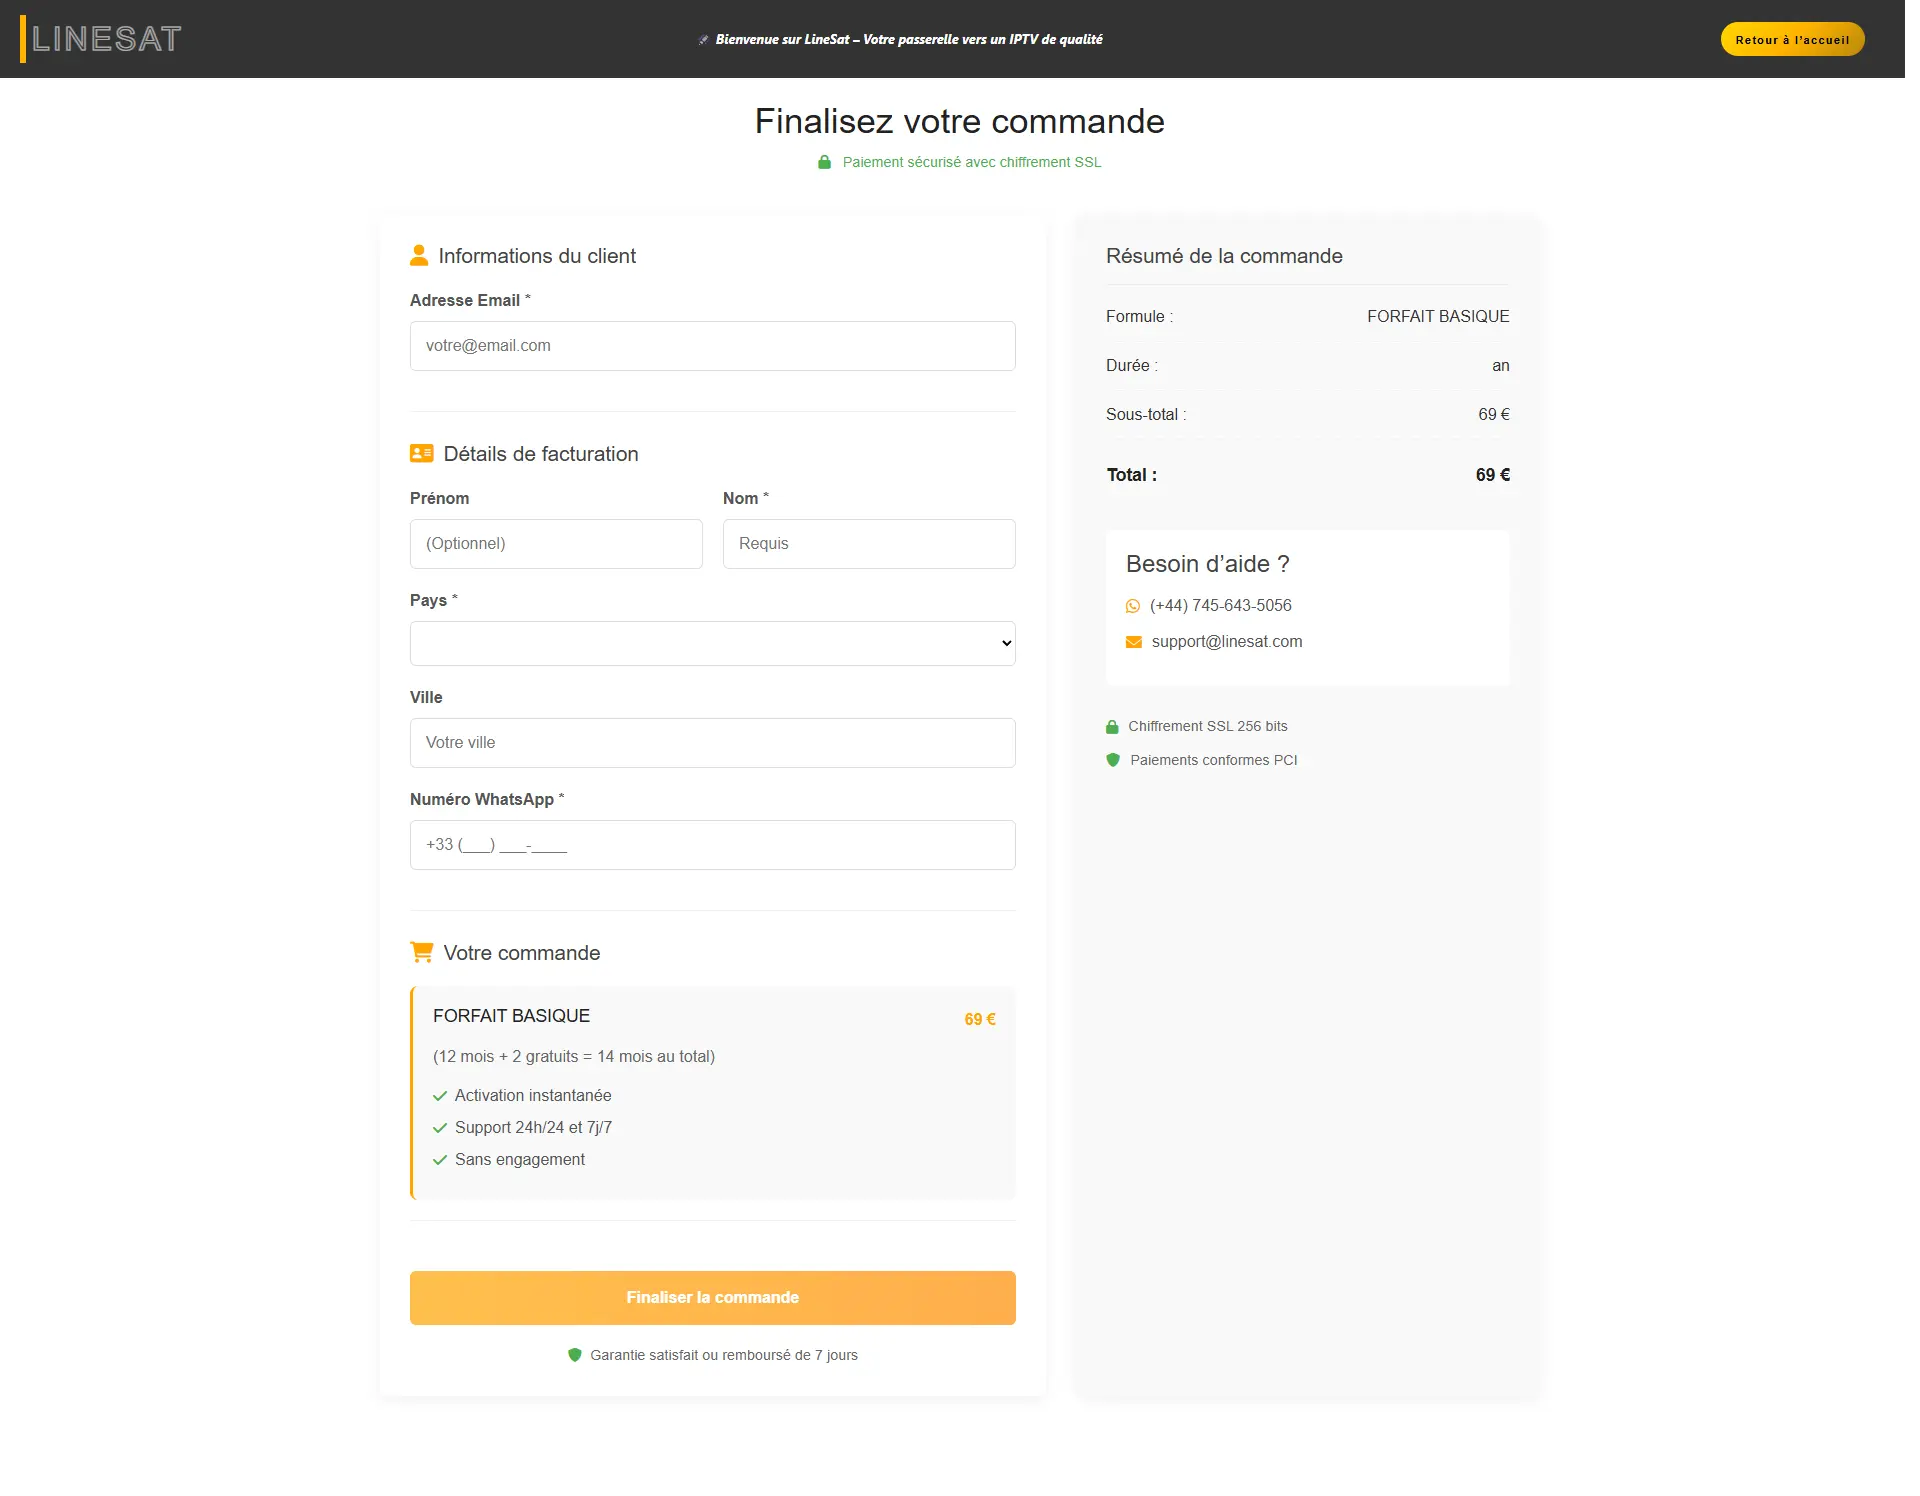 LINESAT
🚀 Bienvenue sur LineSat – Votre passerelle vers un IPTV de qualité
Retour à l’accueil
Finalisez votre commande
Paiement sécurisé avec chiffrement SSL
Informations du client
Adresse Email *
votre@email.com
Détails de facturation
Prénom
Nom *
(Optionnel)
Requis
Pays *
Ville
Votre ville
Numéro WhatsApp *
+33 (___) ___-____
Votre commande
FORFAIT BASIQUE
69 €
(12 mois + 2 gratuits = 14 mois au total)
Activation instantanée
Support 24h/24 et 7j/7
Sans engagement
Finaliser la commande
Garantie satisfait ou remboursé de 7 jours
Résumé de la commande
Formule : FORFAIT BASIQUE
Durée : an
Sous-total : 69 €
Total : 69 €
Besoin d’aide ?
(+44) 745-643-5056
support@linesat.com
Chiffrement SSL 256 bits
Paiements conformes PCI